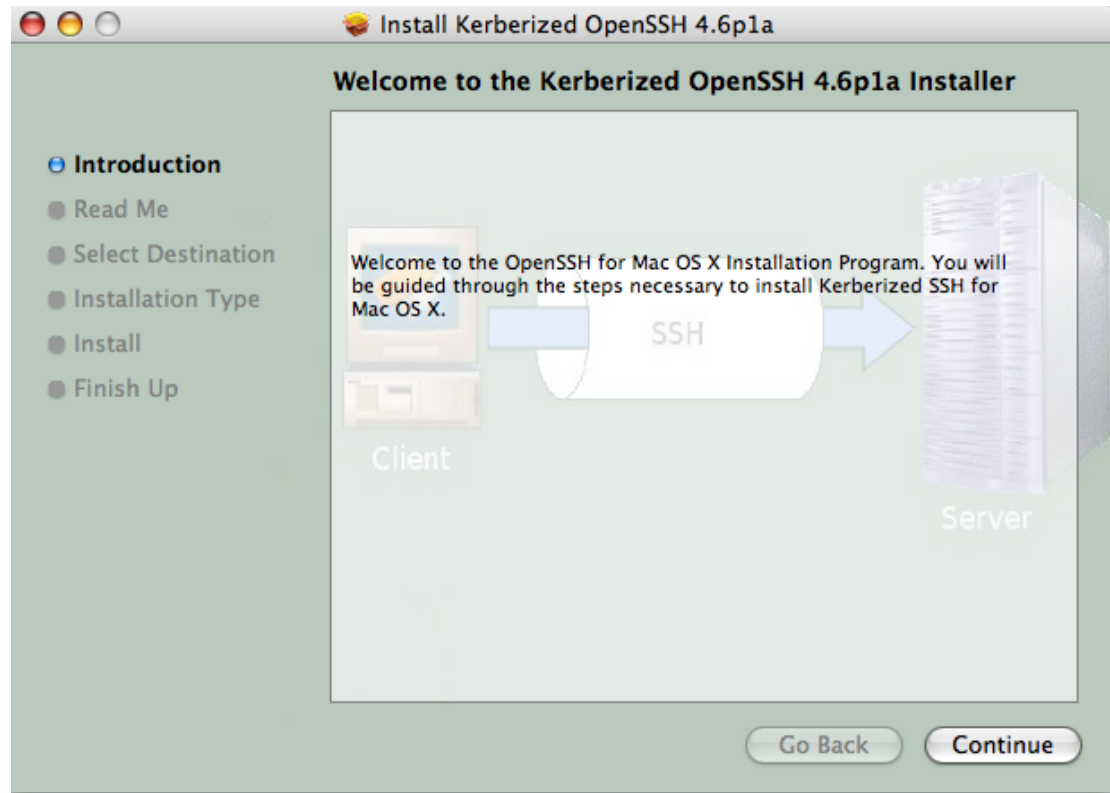 Install Kerberized OpenSSH 4.6p1a
Welcome to the Kerberized OpenSSH 4.6p1a Installer
Introduction
Read Me
Select Destination
Installation Type
Install
Finish Up
Welcome to the OpenSSH for Mac OS X Installation Program. You will
be guided through the steps necessary to install Kerberized SSH for
Mac OS X.
SSH
Client
Server
Go Back
Continue